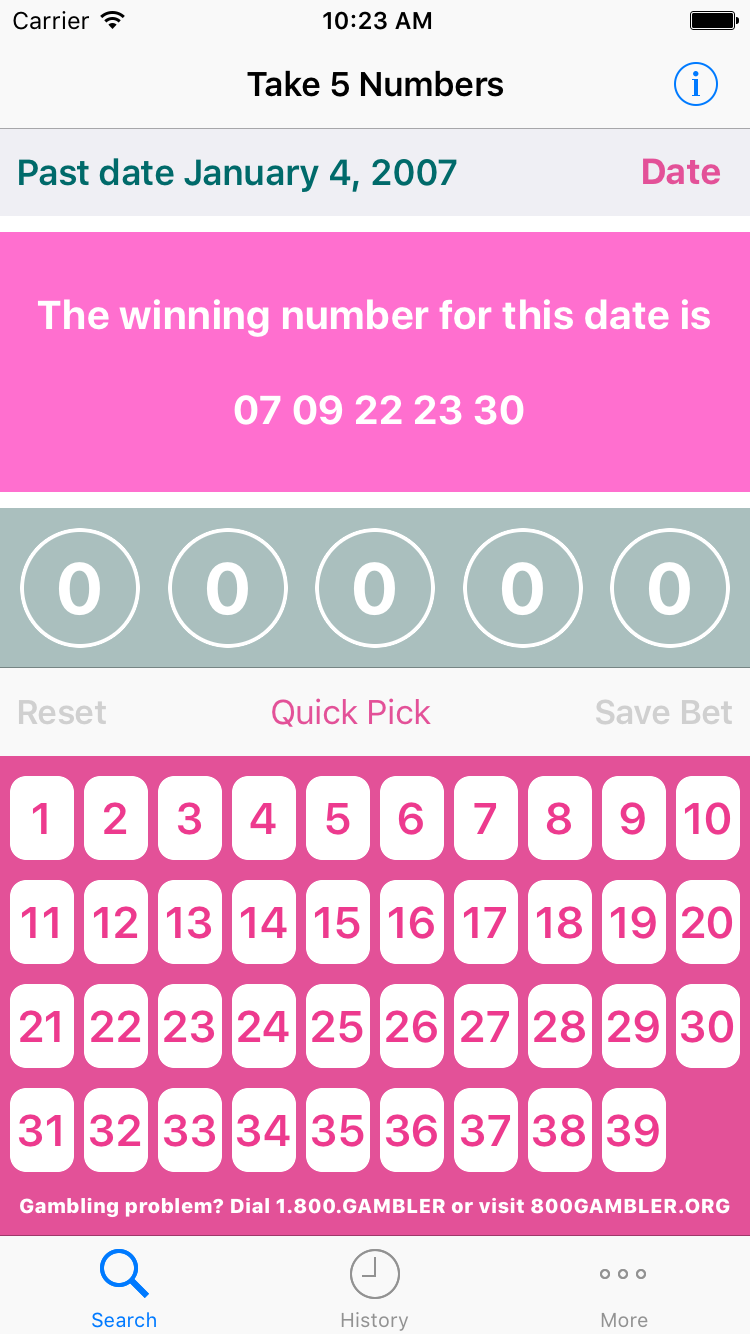 Carrier 10:23 AM
Take 5 Numbers i
Past date January 4, 2007 Date
The winning number for this date is
07 09 22 23 30
0 0 0 0 0
Reset Quick Pick Save Bet
1 2 3 4 5 6 7 8 9 10
11 12 13 14 15 16 17 18 19 20
21 22 23 24 25 26 27 28 29 30
31 32 33 34 35 36 37 38 39
Gambling problem? Dial 1.800.GAMBLER or visit 800GAMBLER.ORG
Search History More